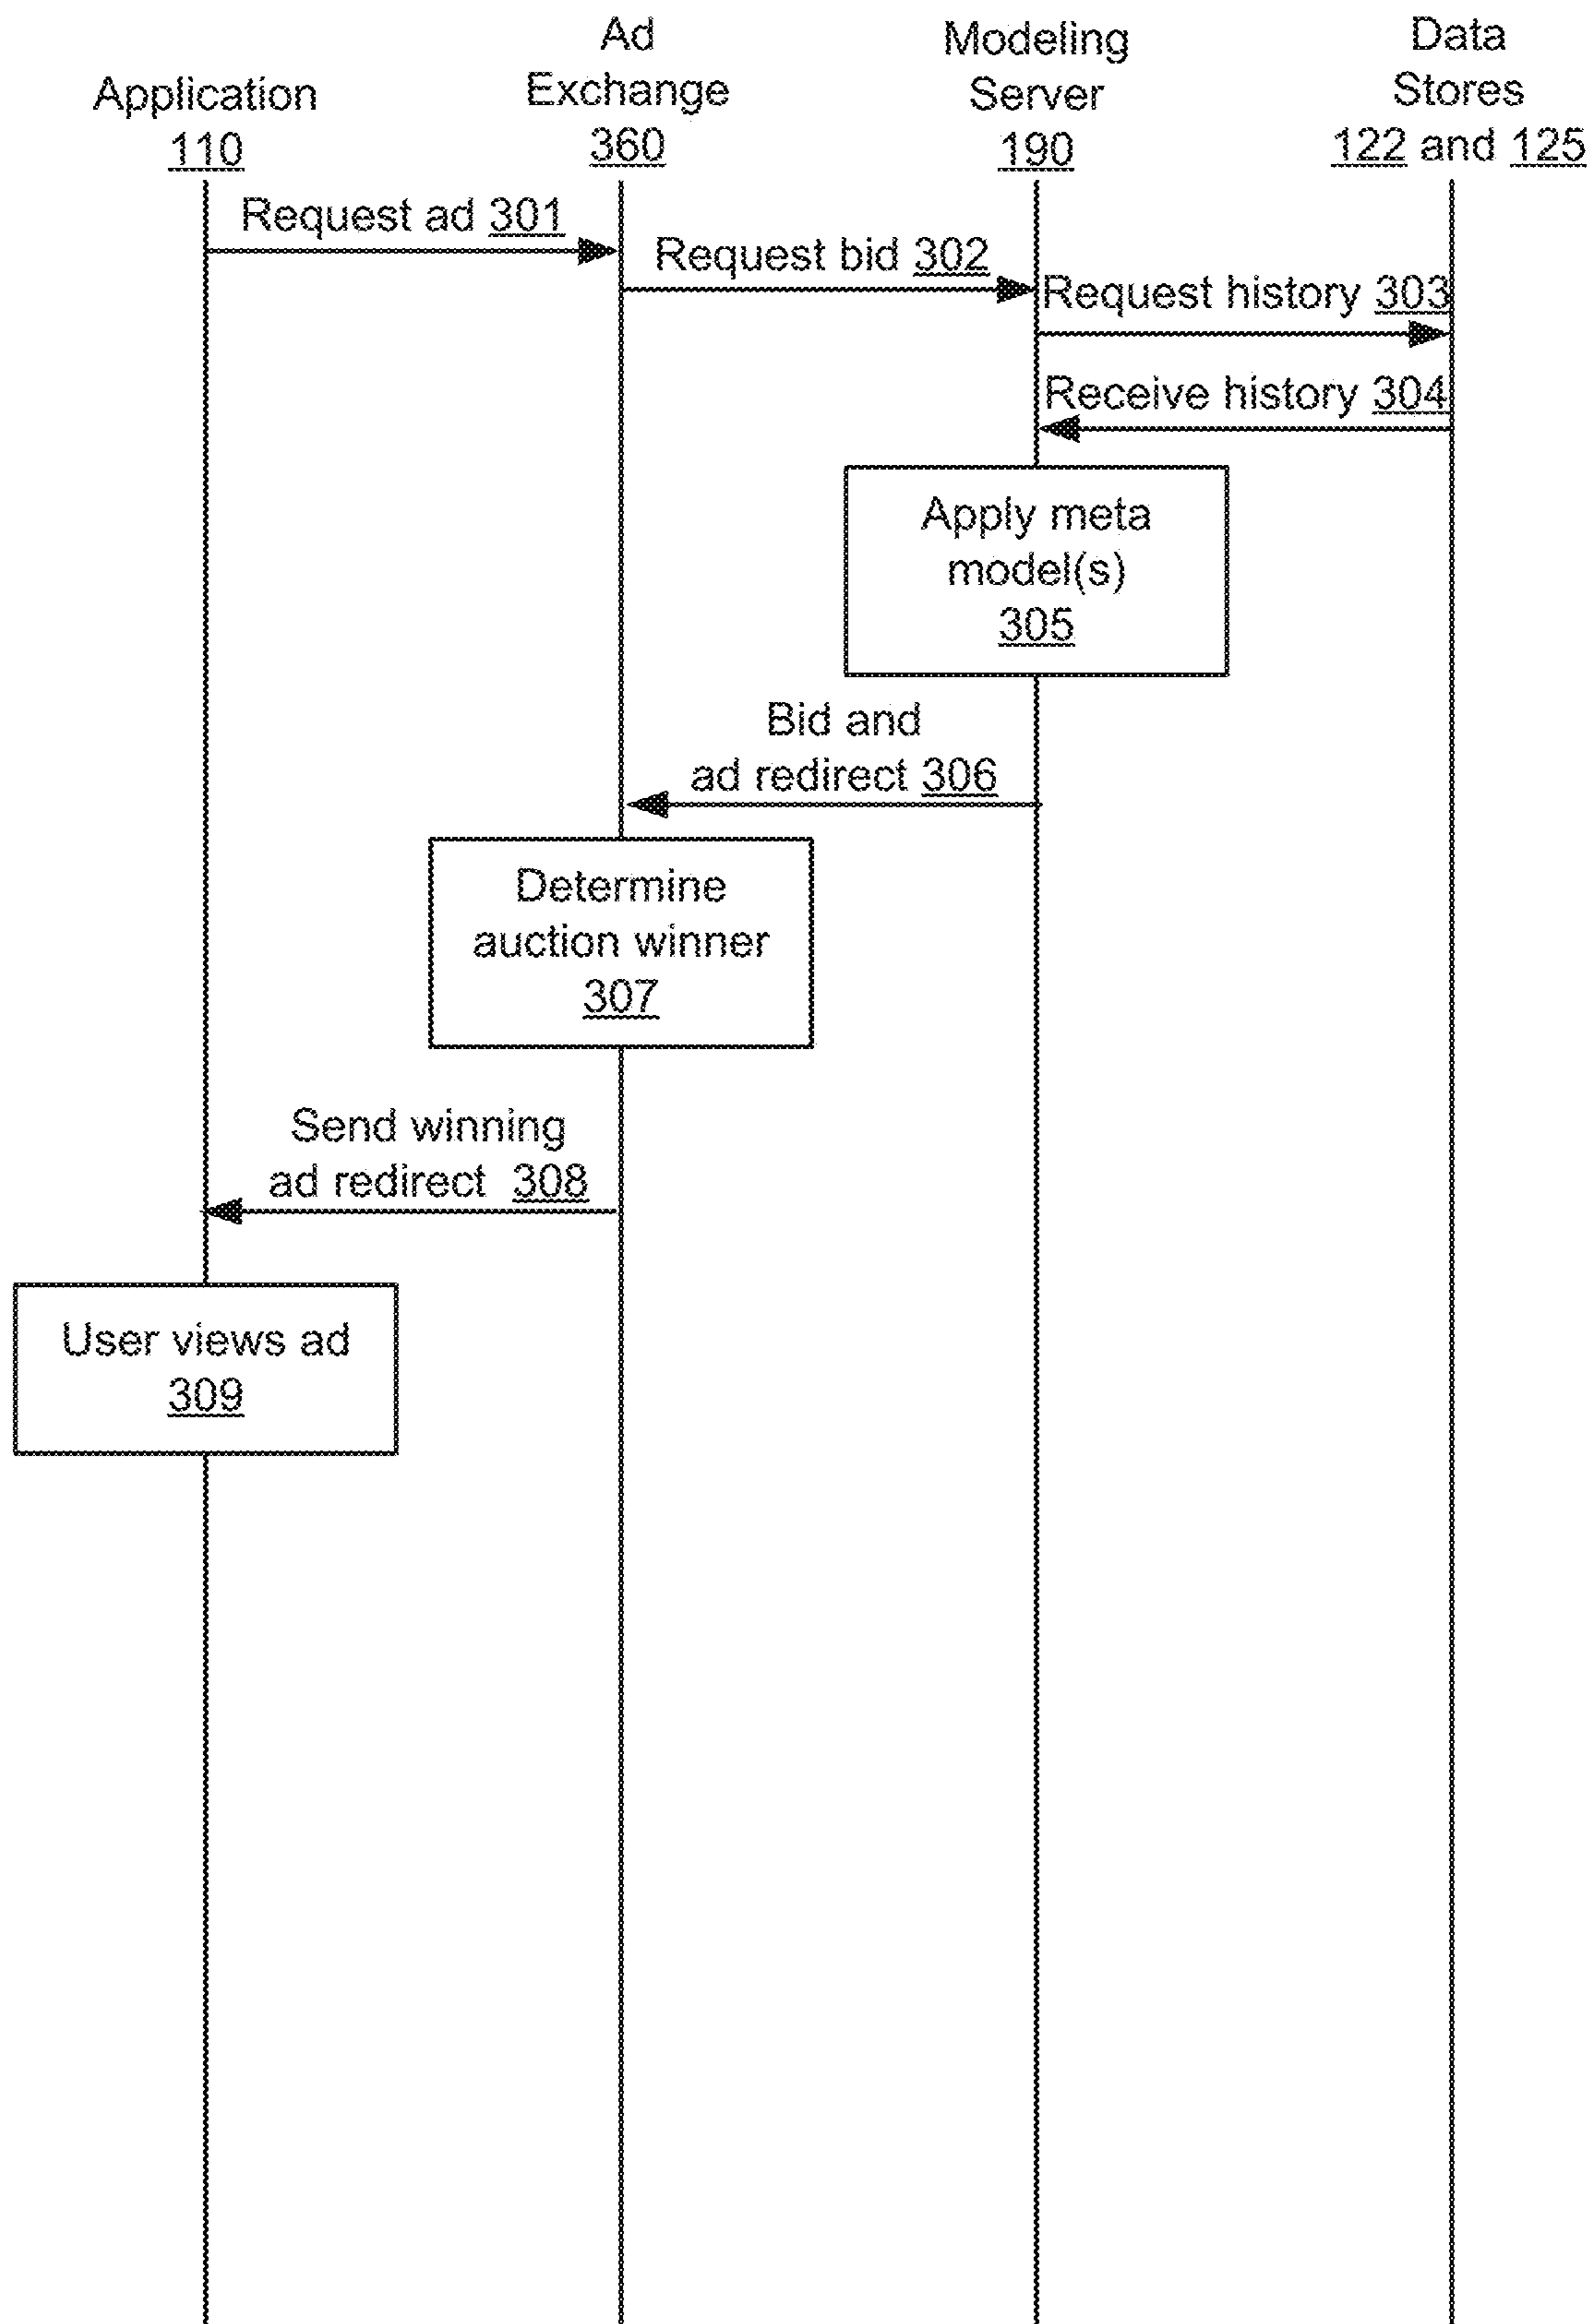 Application
110
Ad
Exchange
360
Modeling
Server
190
Data
Stores
122 and 125
Request ad 301
Request bid 302
Request history 303
Receive history 304
Apply meta
model(s)
305
Bid and
ad redirect 306
Determine
auction winner
307
Send winning
ad redirect 308
User views ad
309